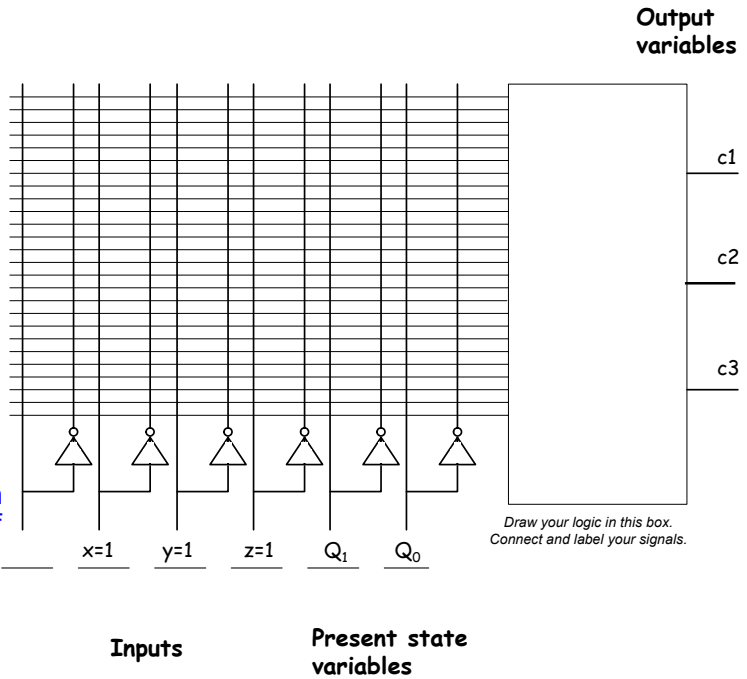 Output
variables
c1
c2
c3
Draw your logic in this box.
Connect and label your signals.
x=1 y=1 z=1 Q₁ Q₀
Inputs
Present state
variables